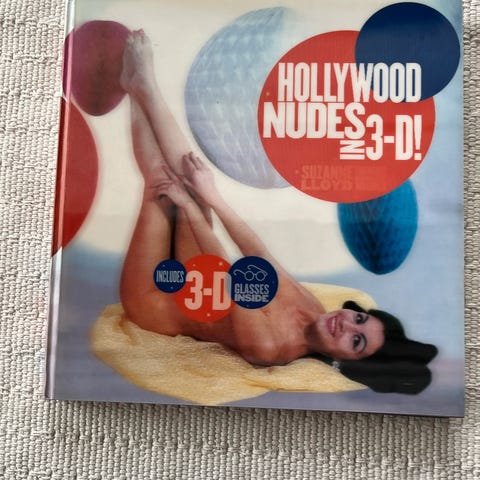 HOLLYWOOD
NUDES
IN 3-D!
SUZANNE
LLOYD
INCLUDES
3-D
GLASSES
INSIDE